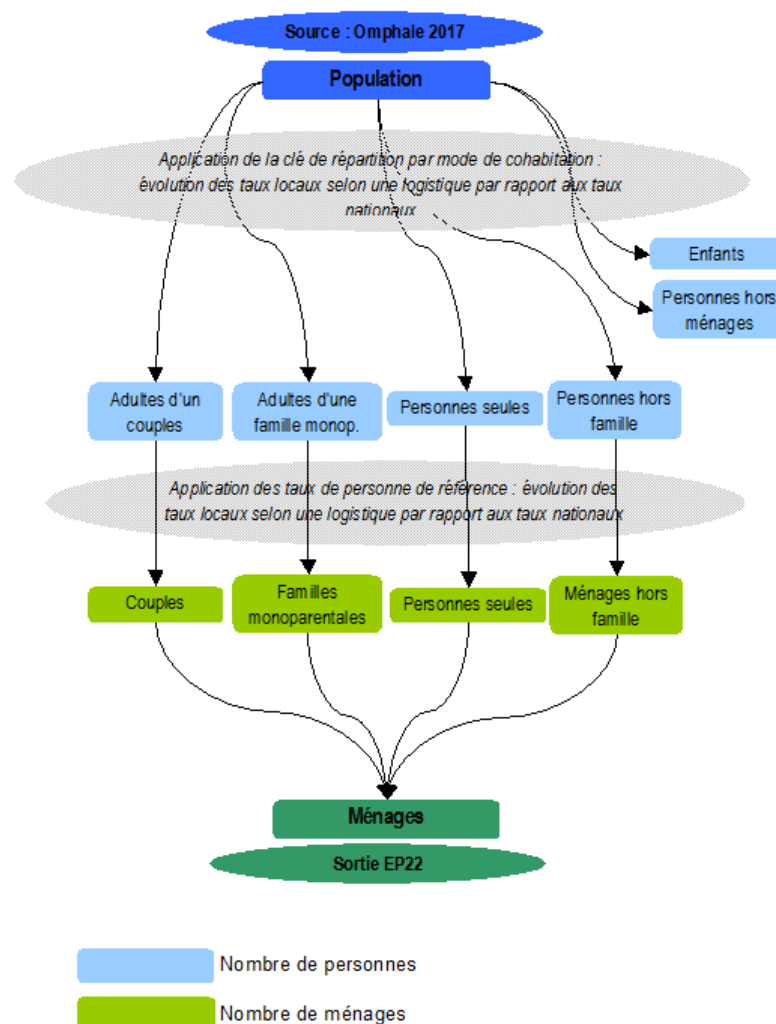 Source : Omphale 2017
Population
Application de la clé de répartition par mode de cohabitation :
évolution des taux locaux selon une logistique par rapport aux taux
nationaux
Enfants
Personnes hors
ménages
Adultes d'un
couples
Adultes d'une
famille monop.
Personnes seules
Personnes hors
famille
Application des taux de personne de référence : évolution des
taux locaux selon une logistique par rapport aux taux nationaux
Couples
Familles
monoparentales
Personnes seules
Ménages hors
famille
Ménages
Sortie EP22
Nombre de personnes
Nombre de ménages